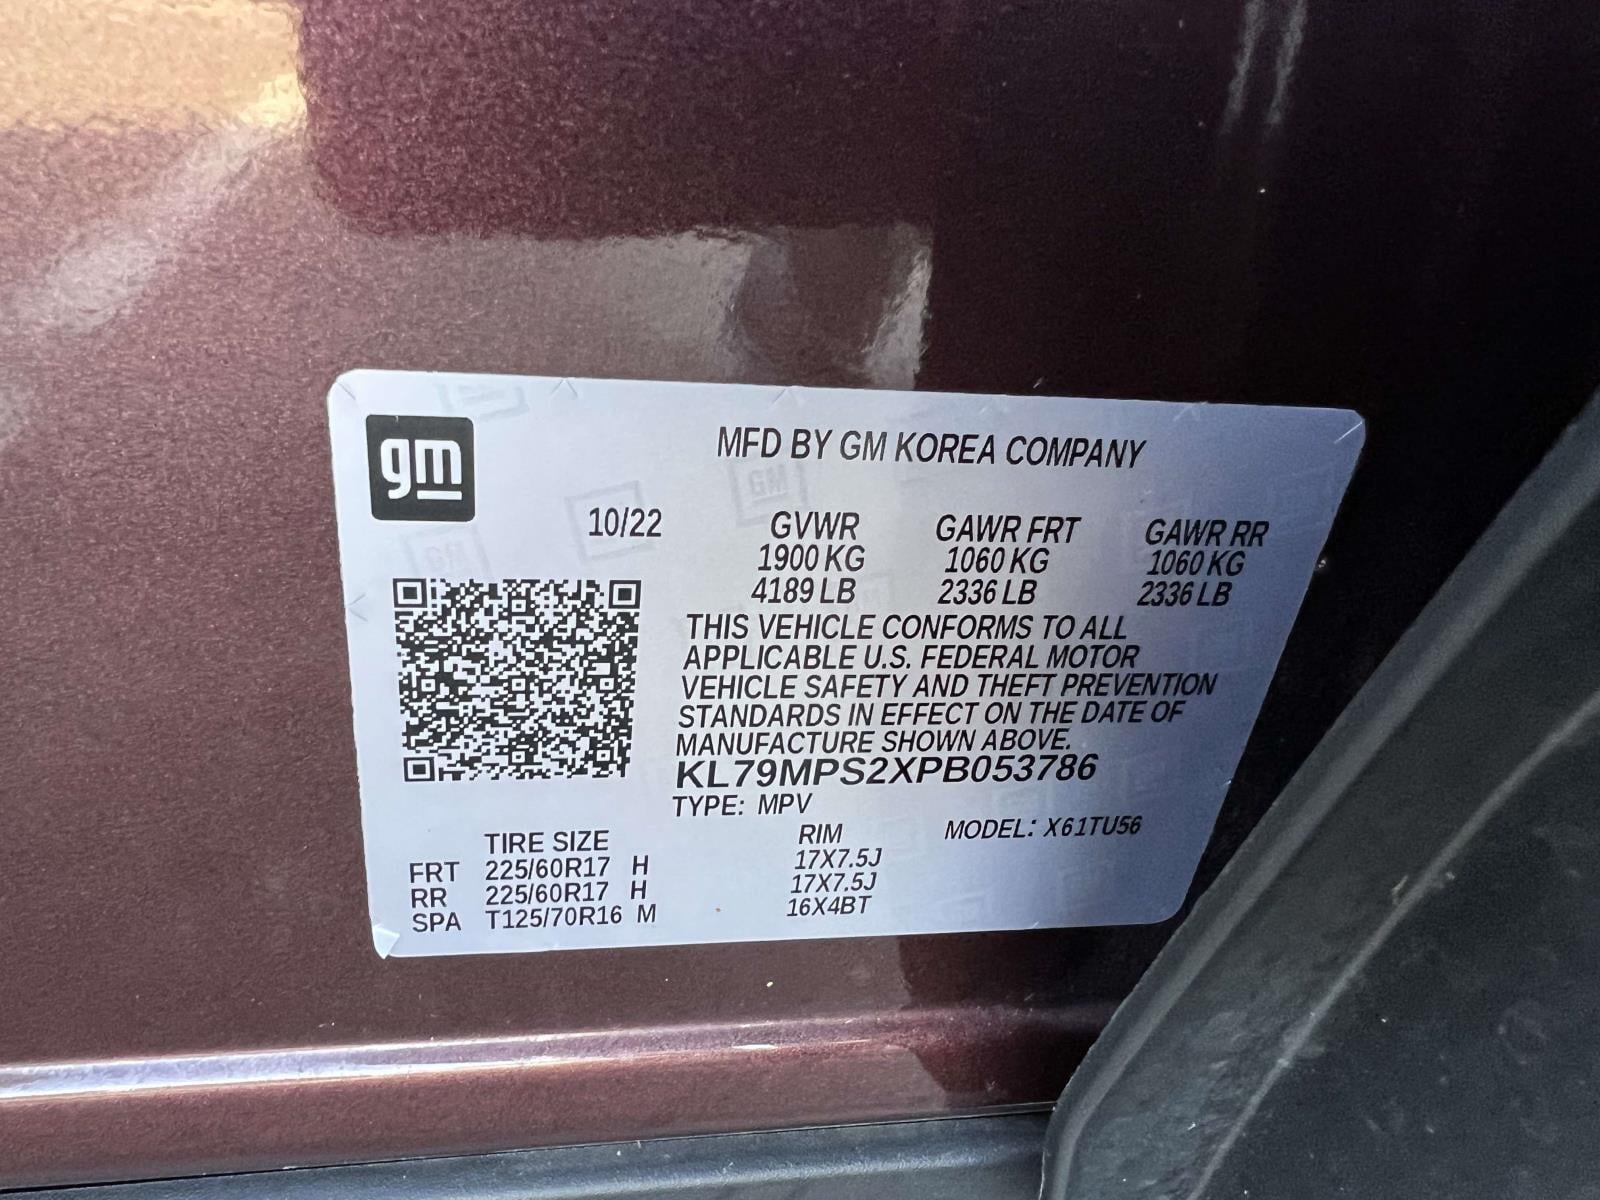 gm
MFD BY GM KOREA COMPANY
10/22 GVWR GAWR FRT GAWR RR
1900 KG 1060 KG 1060 KG
4189 LB 2336 LB 2336 LB
THIS VEHICLE CONFORMS TO ALL
APPLICABLE U.S. FEDERAL MOTOR
VEHICLE SAFETY AND THEFT PREVENTION
STANDARDS IN EFFECT ON THE DATE OF
MANUFACTURE SHOWN ABOVE.
KL79MPS2XPB053786
TYPE: MPV
TIRE SIZE RIM MODEL: X61TU56
FRT 225/60R17 H 17X7.5J
RR 225/60R17 H 17X7.5J
SPA T125/70R16 M 16X4BT